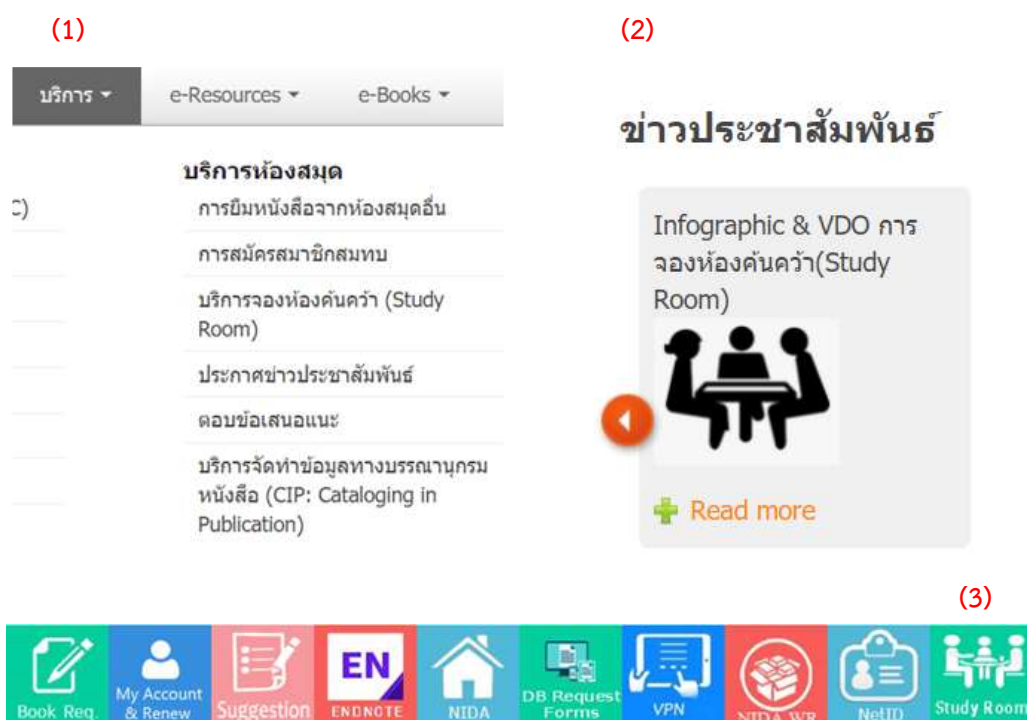 (1)
(2)
บริการ
e-Resources
e-Books
C)
บริการห้องสมุด
การยืมหนังสือจากห้องสมุดอื่น
การสมัครสมาชิกสมทบ
บริการจองห้องค้นคว้า (Study
Room)
ประกาศข่าวประชาสัมพันธ์
ตอบข้อเสนอแนะ
บริการจัดทำข้อมูลทางบรรณานุกรม
หนังสือ (CIP: Cataloging in
Publication)
ข่าวประชาสัมพันธ์
Infographic & VDO การ
จองห้องค้นคว้า(Study
Room)
Read more
(3)
Book Req.
My Account
& Renew
Suggestion
EN
ENDNOTE
NIDA
DB Request
Forms
VPN
NIDA WR
NetID
Study Room